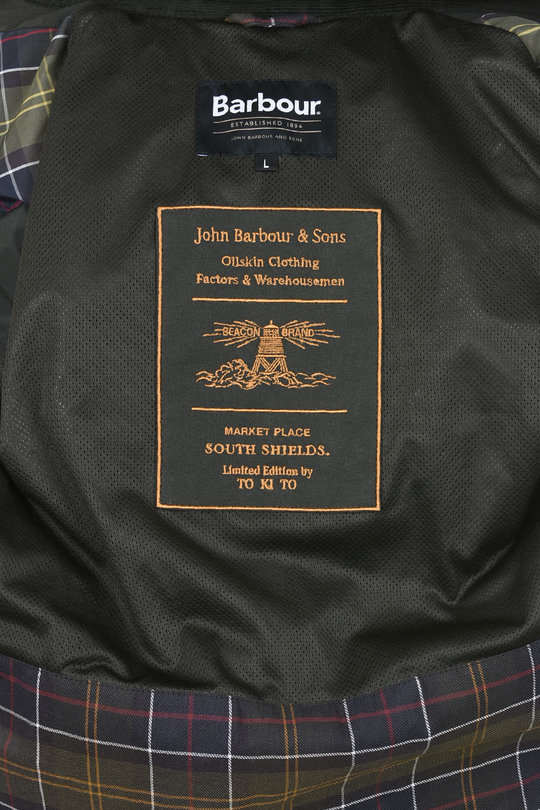 Barbour
ESTABLISHED 1894
JOHN BARBOUR AND SONS
L
John Barbour & Sons
Oilskin Clothing
Factors & Warehousemen
BEACON BRAND
MARKET PLACE
SOUTH SHIELDS.
Limited Edition by
TO KI TO